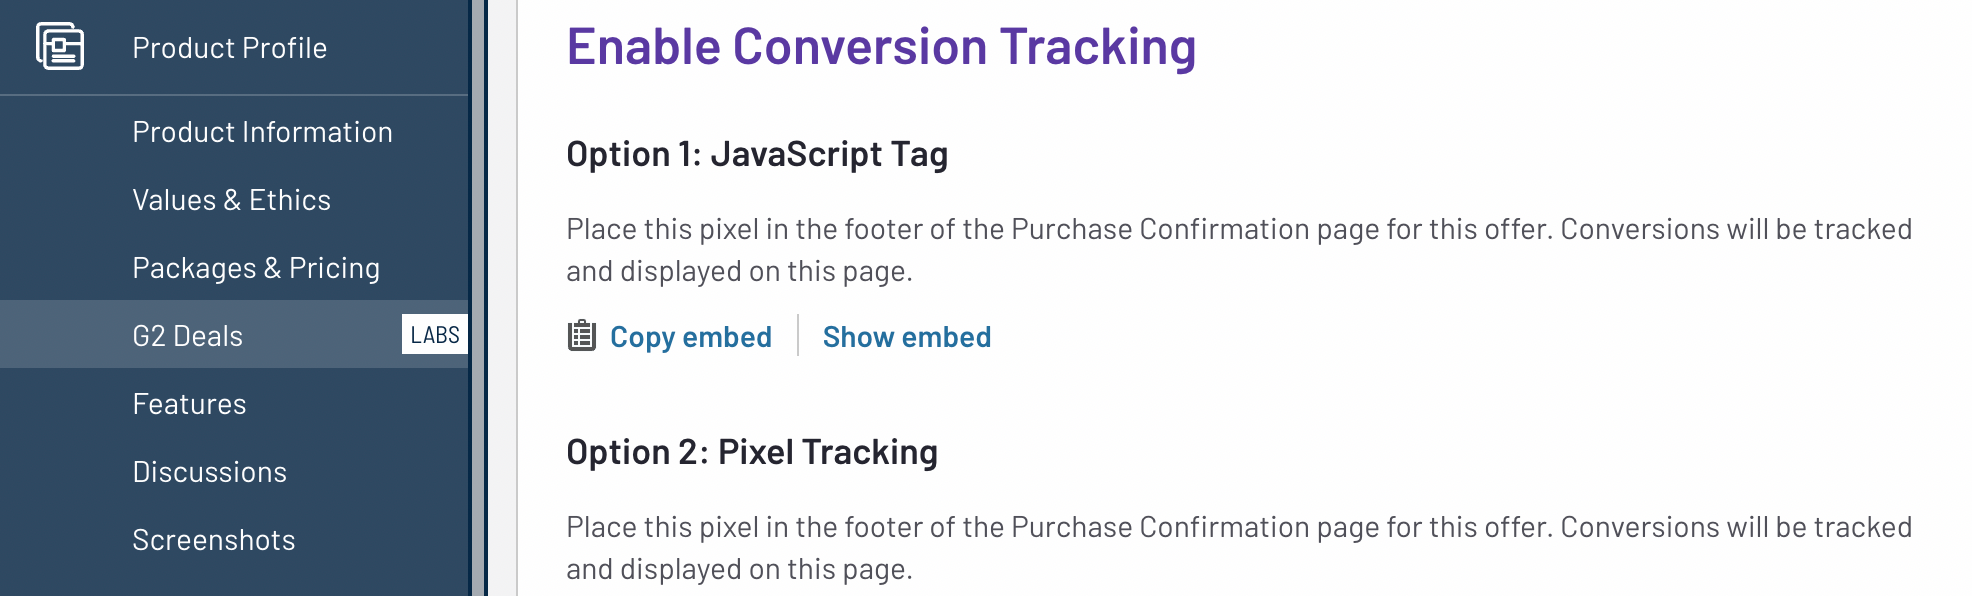 Product Profile
Product Information
Values & Ethics
Packages & Pricing
G2 Deals
LABS
Features
Discussions
Screenshots
Enable Conversion Tracking
Option 1: JavaScript Tag
Place this pixel in the footer of the Purchase Confirmation page for this offer. Conversions will be tracked
and displayed on this page.
Copy embed
Show embed
Option 2: Pixel Tracking
Place this pixel in the footer of the Purchase Confirmation page for this offer. Conversions will be tracked
and displayed on this page.